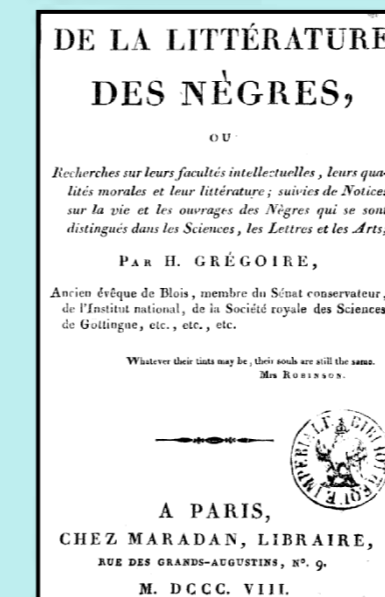 DE LA LITTÉRATURE
DES NÈGRES,
OU
Recherches sur leurs facultés intellectuelles, leurs qua-
lités morales et leur littérature; suivies de Notices
sur la vie et les ouvrages des Nègres qui se sont
distingués dans les Sciences, les Lettres et les Arts,
PAR H. GRÉGOIRE,
Ancien évêque de Blois, membre du Sénat conservateur,
de l'Institut national, de la Société royale des Sciences
de Gottingue, etc., etc., etc.
Whatever their tints may be, their souls are still the same.
Mrs ROBINSON.
BIBLIOTHEQUE IMPERIALE
A PARIS,
CHEZ MARADAN, LIBRAIRE,
RUE DES GRANDS-AUGUSTINS, N°. 9.
M. DCCC. VIII.